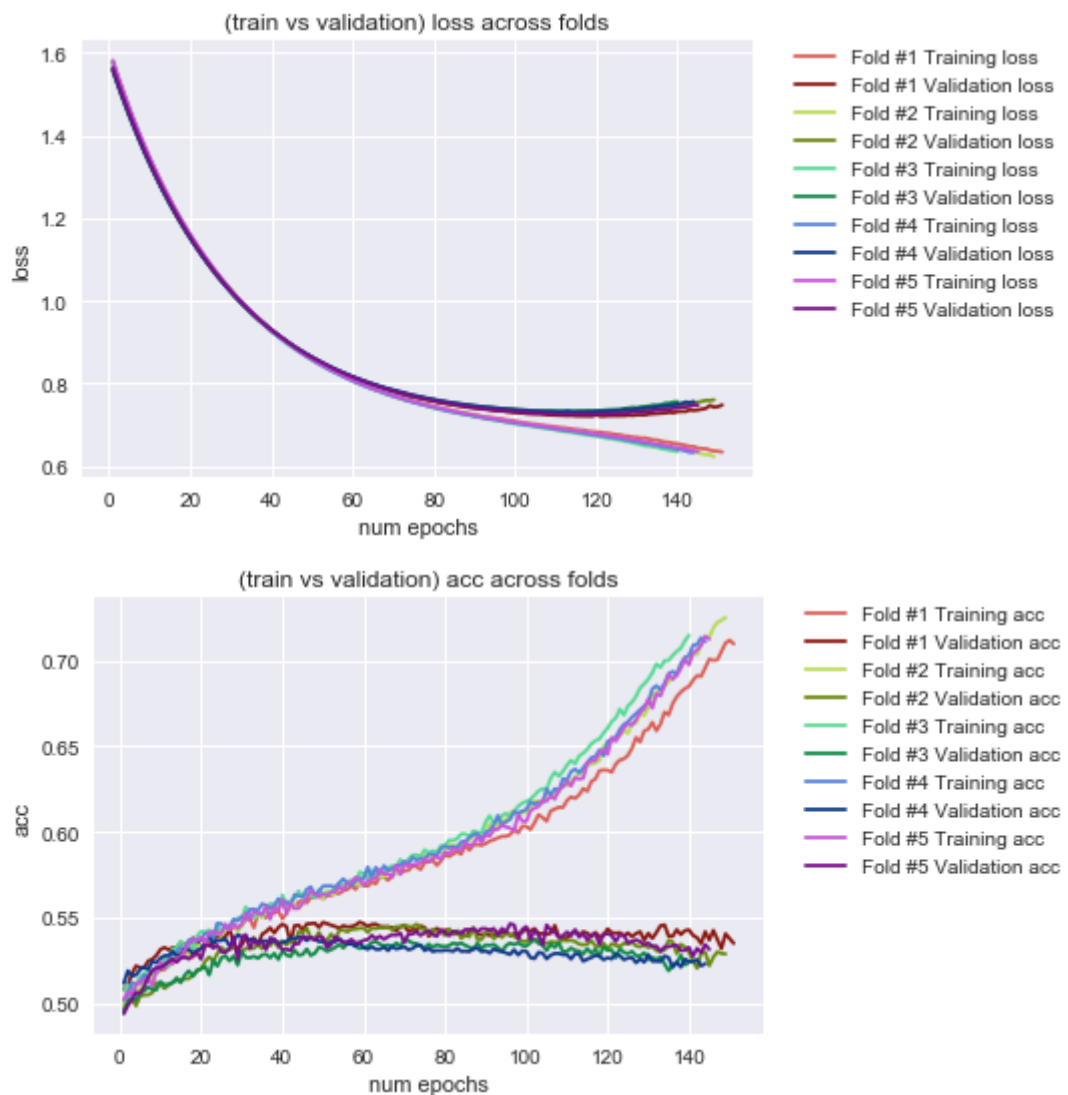 (train vs validation) loss across folds
1.6
1.4
1.2
1.0
0.8
0.6
loss
0 20 40 60 80 100 120 140
num epochs
Fold #1 Training loss
Fold #1 Validation loss
Fold #2 Training loss
Fold #2 Validation loss
Fold #3 Training loss
Fold #3 Validation loss
Fold #4 Training loss
Fold #4 Validation loss
Fold #5 Training loss
Fold #5 Validation loss
(train vs validation) acc across folds
0.70
0.65
0.60
0.55
0.50
acc
0 20 40 60 80 100 120 140
num epochs
Fold #1 Training acc
Fold #1 Validation acc
Fold #2 Training acc
Fold #2 Validation acc
Fold #3 Training acc
Fold #3 Validation acc
Fold #4 Training acc
Fold #4 Validation acc
Fold #5 Training acc
Fold #5 Validation acc